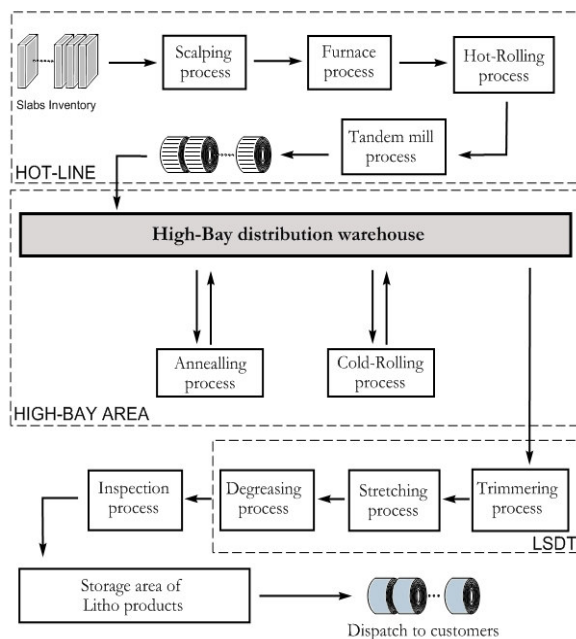 Slabs Inventory
Scalping
process
Furnace
process
Hot-Rolling
process
Tandem mill
process
HOT-LINE
High-Bay distribution warehouse
Annealling
process
Cold-Rolling
process
HIGH-BAY AREA
Inspection
process
Degreasing
process
Stretching
process
Trimmering
process
LSDT
Storage area of
Litho products
Dispatch to customers